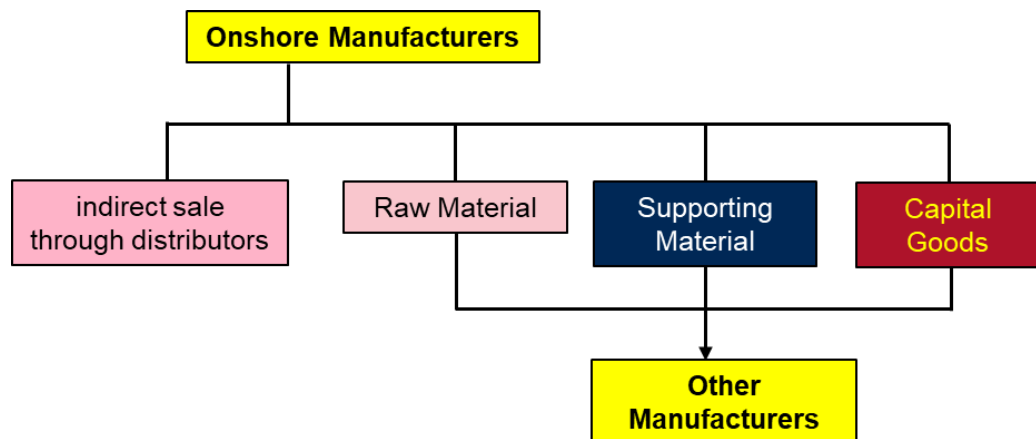 Onshore Manufacturers
indirect sale
through distributors
Raw Material
Supporting
Material
Capital
Goods
Other
Manufacturers